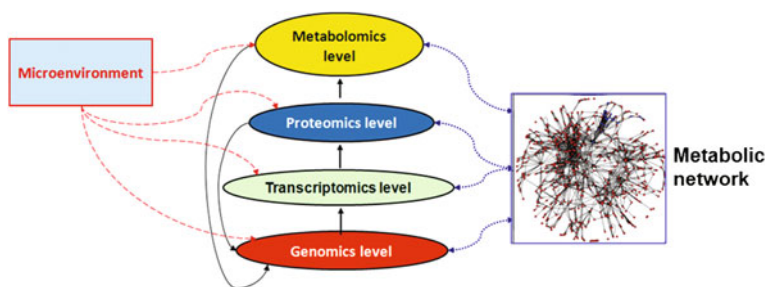 Metabolomics
level
Microenvironment
Proteomics level
Metabolic
network
Transcriptomics level
Genomics level